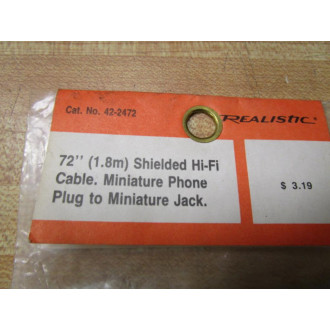 Cat. No. 42-2472
REALISTIC®
72'' (1.8m) Shielded Hi-Fi
Cable. Miniature Phone
Plug to Miniature Jack.
$ 3.19